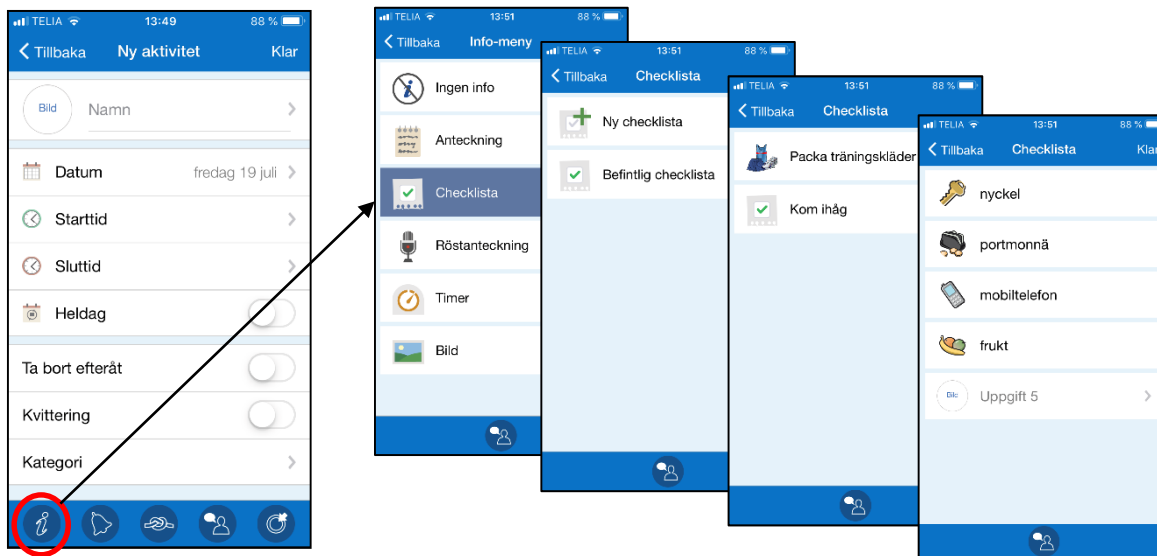 TELIA 13:49 88 %
Tillbaka Ny aktivitet Klar
Bild Namn
Datum fredag 19 juli
Starttid
Sluttid
Heldag
Ta bort efteråt
Kvittering
Kategori
i
TELIA 13:51 88 %
Tillbaka Info-meny
Ingen info
Anteckning
Checklista
Röstanteckning
Timer
Bild
TELIA 13:51 88 %
Tillbaka Checklista
Ny checklista
Befintlig checklista
TELIA 13:51 88 %
Tillbaka Checklista
Packa träningskläder
Kom ihåg
TELIA 13:51 88 %
Tillbaka Checklista Klar
nyckel
portmonnä
mobiltelefon
frukt
Bild Uppgift 5